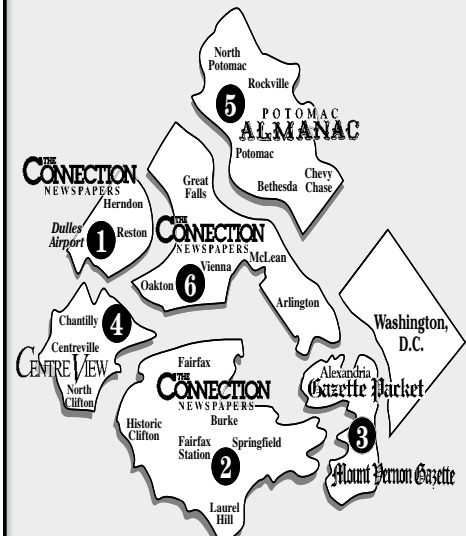 North
Potomac
Rockville
5
POTOMAC
ALMANAC
Potomac
Bethesda
Chevy
Chase
THE
CONNECTION
NEWSPAPERS
Herndon
Dulles
Airport
1
Reston
Great
Falls
THE
CONNECTION
NEWSPAPERS
McLean
Vienna
Oakton
6
Arlington
Chantilly
4
Centreville
CENTRE VIEW
North
Clifton
Washington,
D.C.
Fairfax
THE
CONNECTION
NEWSPAPERS
Burke
Historic
Clifton
Fairfax
Station
Springfield
2
Laurel
Hill
Alexandria
Gazette Packet
3
Mount Vernon Gazette